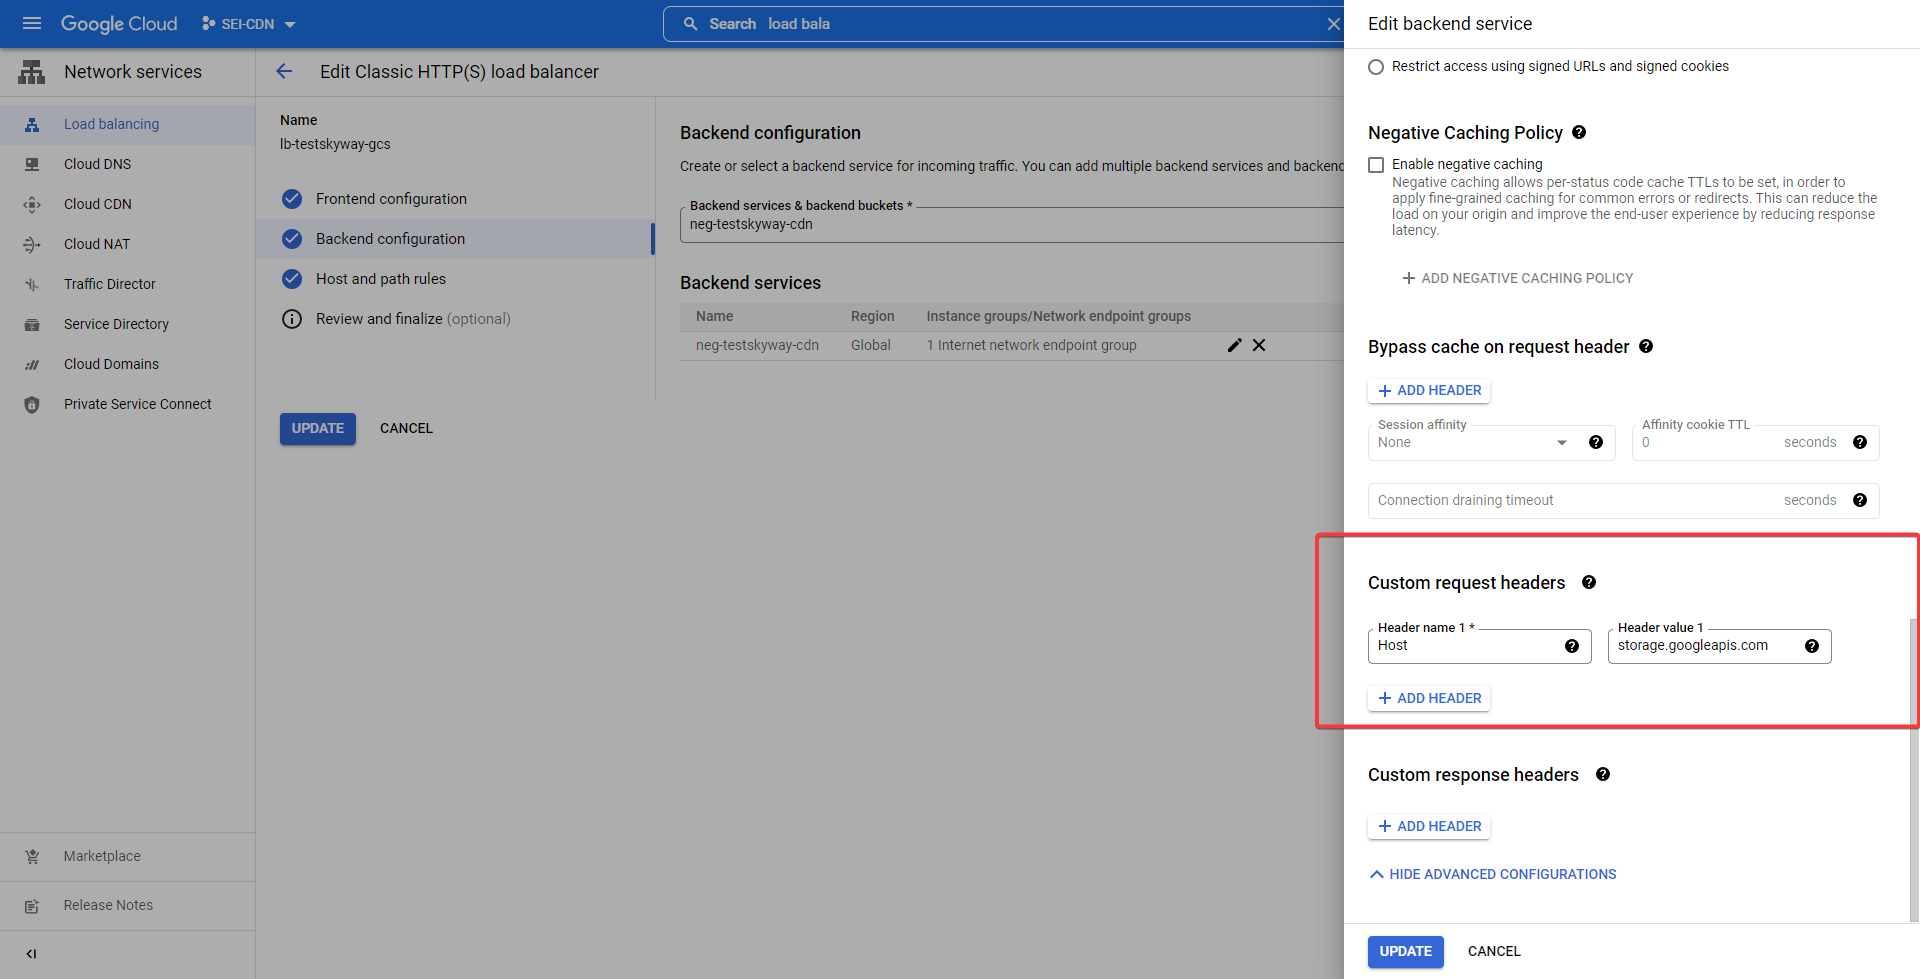 Google Cloud
SEI-CDN
Search load bala
Network services
Load balancing
Cloud DNS
Cloud CDN
Cloud NAT
Traffic Director
Service Directory
Cloud Domains
Private Service Connect
Marketplace
Release Notes
Edit Classic HTTP(S) load balancer
Name
lb-testskyway-gcs
Frontend configuration
Backend configuration
Host and path rules
Review and finalize (optional)
UPDATE CANCEL
Backend configuration
Create or select a backend service for incoming traffic. You can add multiple backend services and backend
Backend services & backend buckets *
neg-testskyway-cdn
Backend services
Name Region Instance groups/Network endpoint groups
neg-testskyway-cdn Global 1 Internet network endpoint group
Edit backend service
Restrict access using signed URLs and signed cookies
Negative Caching Policy
Enable negative caching
Negative caching allows per-status code cache TTLs to be set, in order to
apply fine-grained caching for common errors or redirects. This can reduce the
load on your origin and improve the end-user experience by reducing response
latency.
ADD NEGATIVE CACHING POLICY
Bypass cache on request header
ADD HEADER
Session affinity
None
Affinity cookie TTL
0 seconds
Connection draining timeout seconds
Custom request headers
Header name 1 *
Host
Header value 1
storage.googleapis.com
ADD HEADER
Custom response headers
ADD HEADER
HIDE ADVANCED CONFIGURATIONS
UPDATE CANCEL